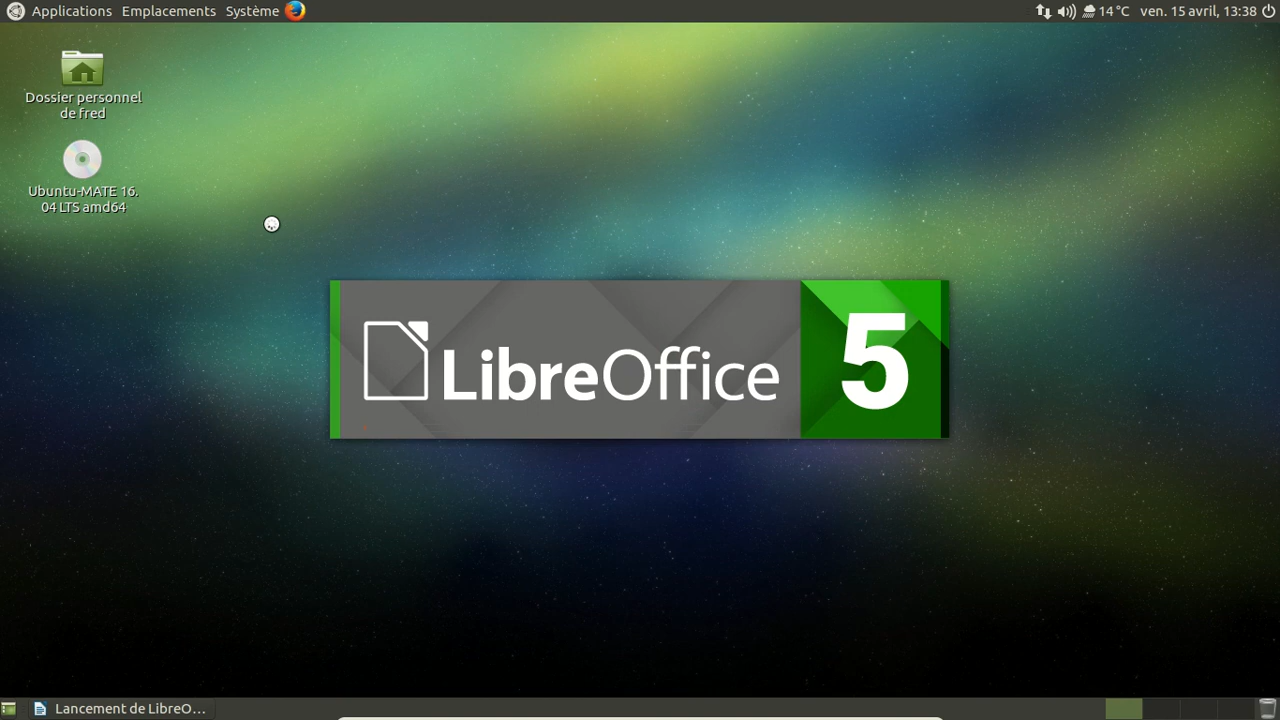 Applications Emplacements Système 14 °C ven. 15 avril, 13:38
Dossier personnel
de fred
Ubuntu-MATE 16.
04 LTS amd64
LibreOffice 5
Lancement de LibreO...